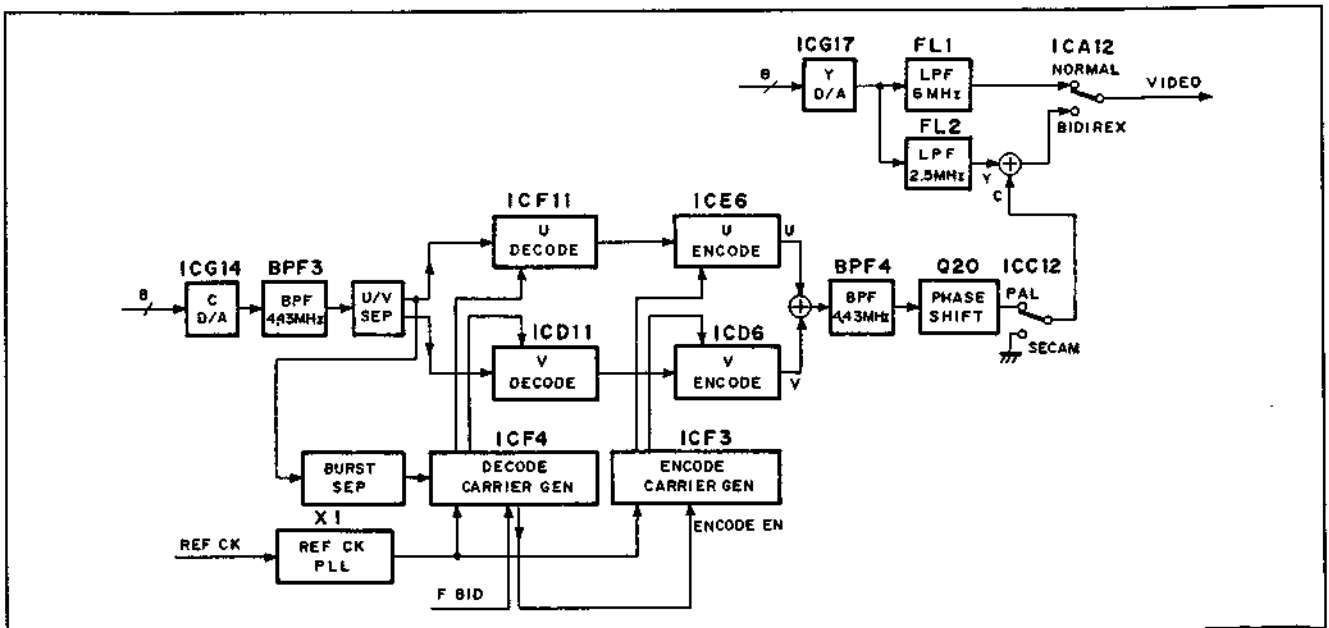 ICG17
FL1
ICA12
8
Y
D/A
LPF
6MHz
NORMAL
VIDEO
BIDIREX
FL2
LPF
2.5MHz
Y
C
ICF11
ICE6
U
DECODE
U
ENCODE
U
ICG14
BPF3
BPF4
Q20
ICC12
8
C
D/A
BPF
4.43MHz
U/V
SEP
BPF
4.43MHz
PHASE
SHIFT
PAL
SECAM
ICD11
ICD6
V
DECODE
V
ENCODE
V
ICF4
ICF3
BURST
SEP
DECODE
CARRIER GEN
ENCODE
CARRIER GEN
X1
ENCODE EN
REF CK
REF CK
PLL
F BID